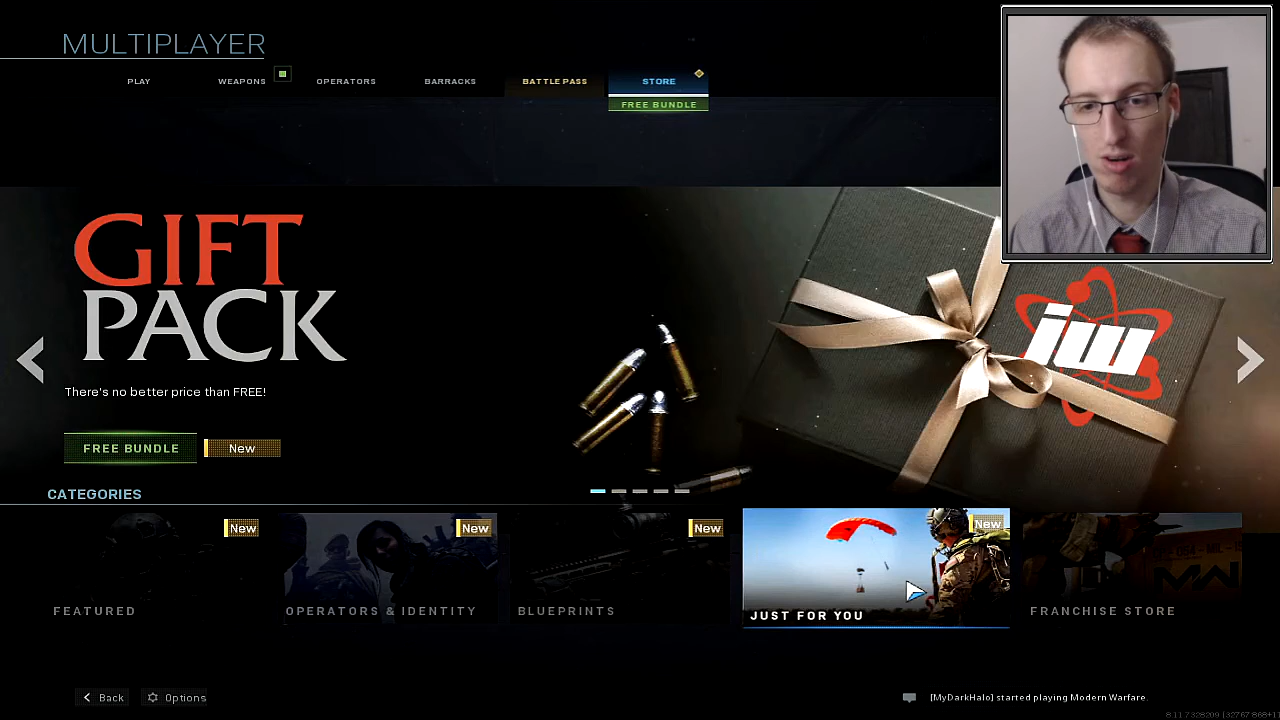 MULTIPLAYER
PLAY
WEAPONS
OPERATORS
BARRACKS
BATTLE PASS
STORE
FREE BUNDLE
GIFT
PACK
iw
There's no better price than FREE!
FREE BUNDLE
New
CATEGORIES
New
FEATURED
New
OPERATORS & IDENTITY
New
BLUEPRINTS
New
JUST FOR YOU
FRANCHISE STORE
Back
Options
[MyDarkHalo] started playing Modern Warfare.